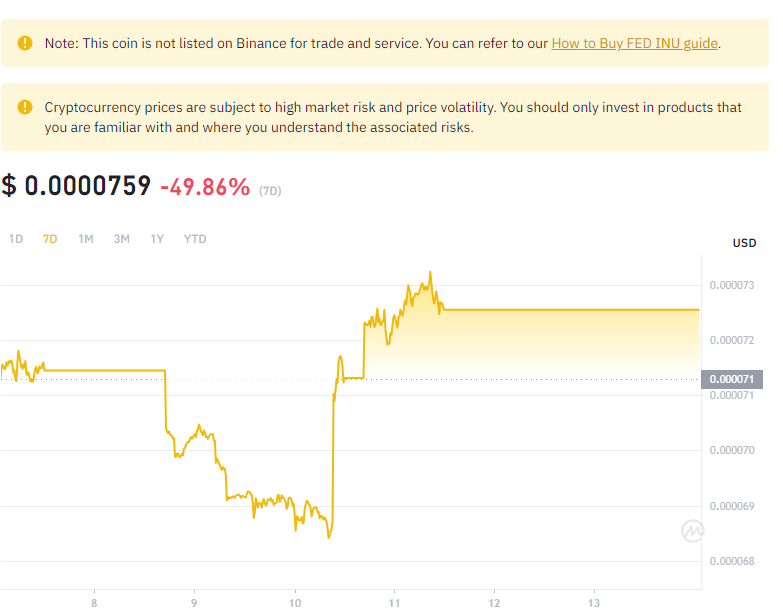 Note: This coin is not listed on Binance for trade and service. You can refer to our How to Buy FED INU guide.
Cryptocurrency prices are subject to high market risk and price volatility. You should only invest in products that
you are familiar with and where you understand the associated risks.
$ 0.0000759 -49.86% (7D)
1D 7D 1M 3M 1Y YTD
USD
0.000073
0.000072
0.000071
0.000071
0.000070
0.000069
0.000068
8 9 10 11 12 13